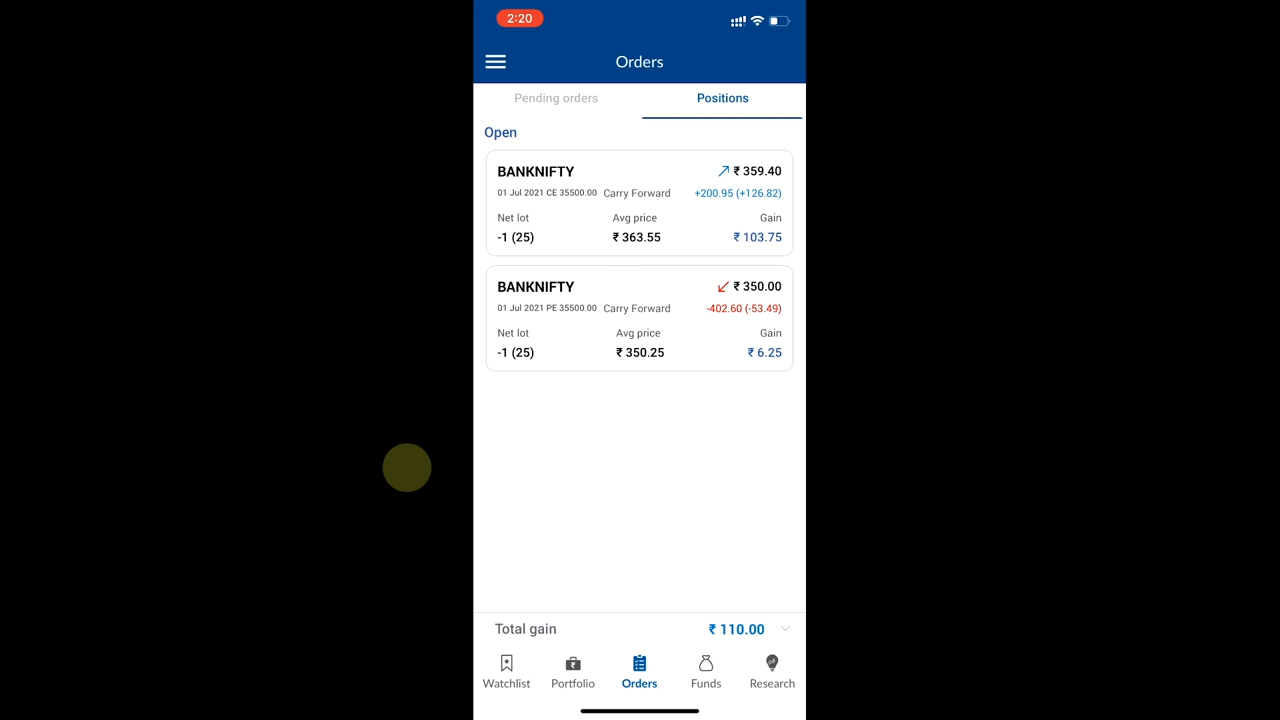 2:20
Orders
Pending orders
Positions
Open
BANKNIFTY ₹ 359.40
01 Jul 2021 CE 35500.00 Carry Forward +200.95 (+126.82)
Net lot Avg price Gain
-1 (25) ₹ 363.55 ₹ 103.75
BANKNIFTY ₹ 350.00
01 Jul 2021 PE 35500.00 Carry Forward -402.60 (-53.49)
Net lot Avg price Gain
-1 (25) ₹ 350.25 ₹ 6.25
Total gain ₹ 110.00
Watchlist Portfolio Orders Funds Research